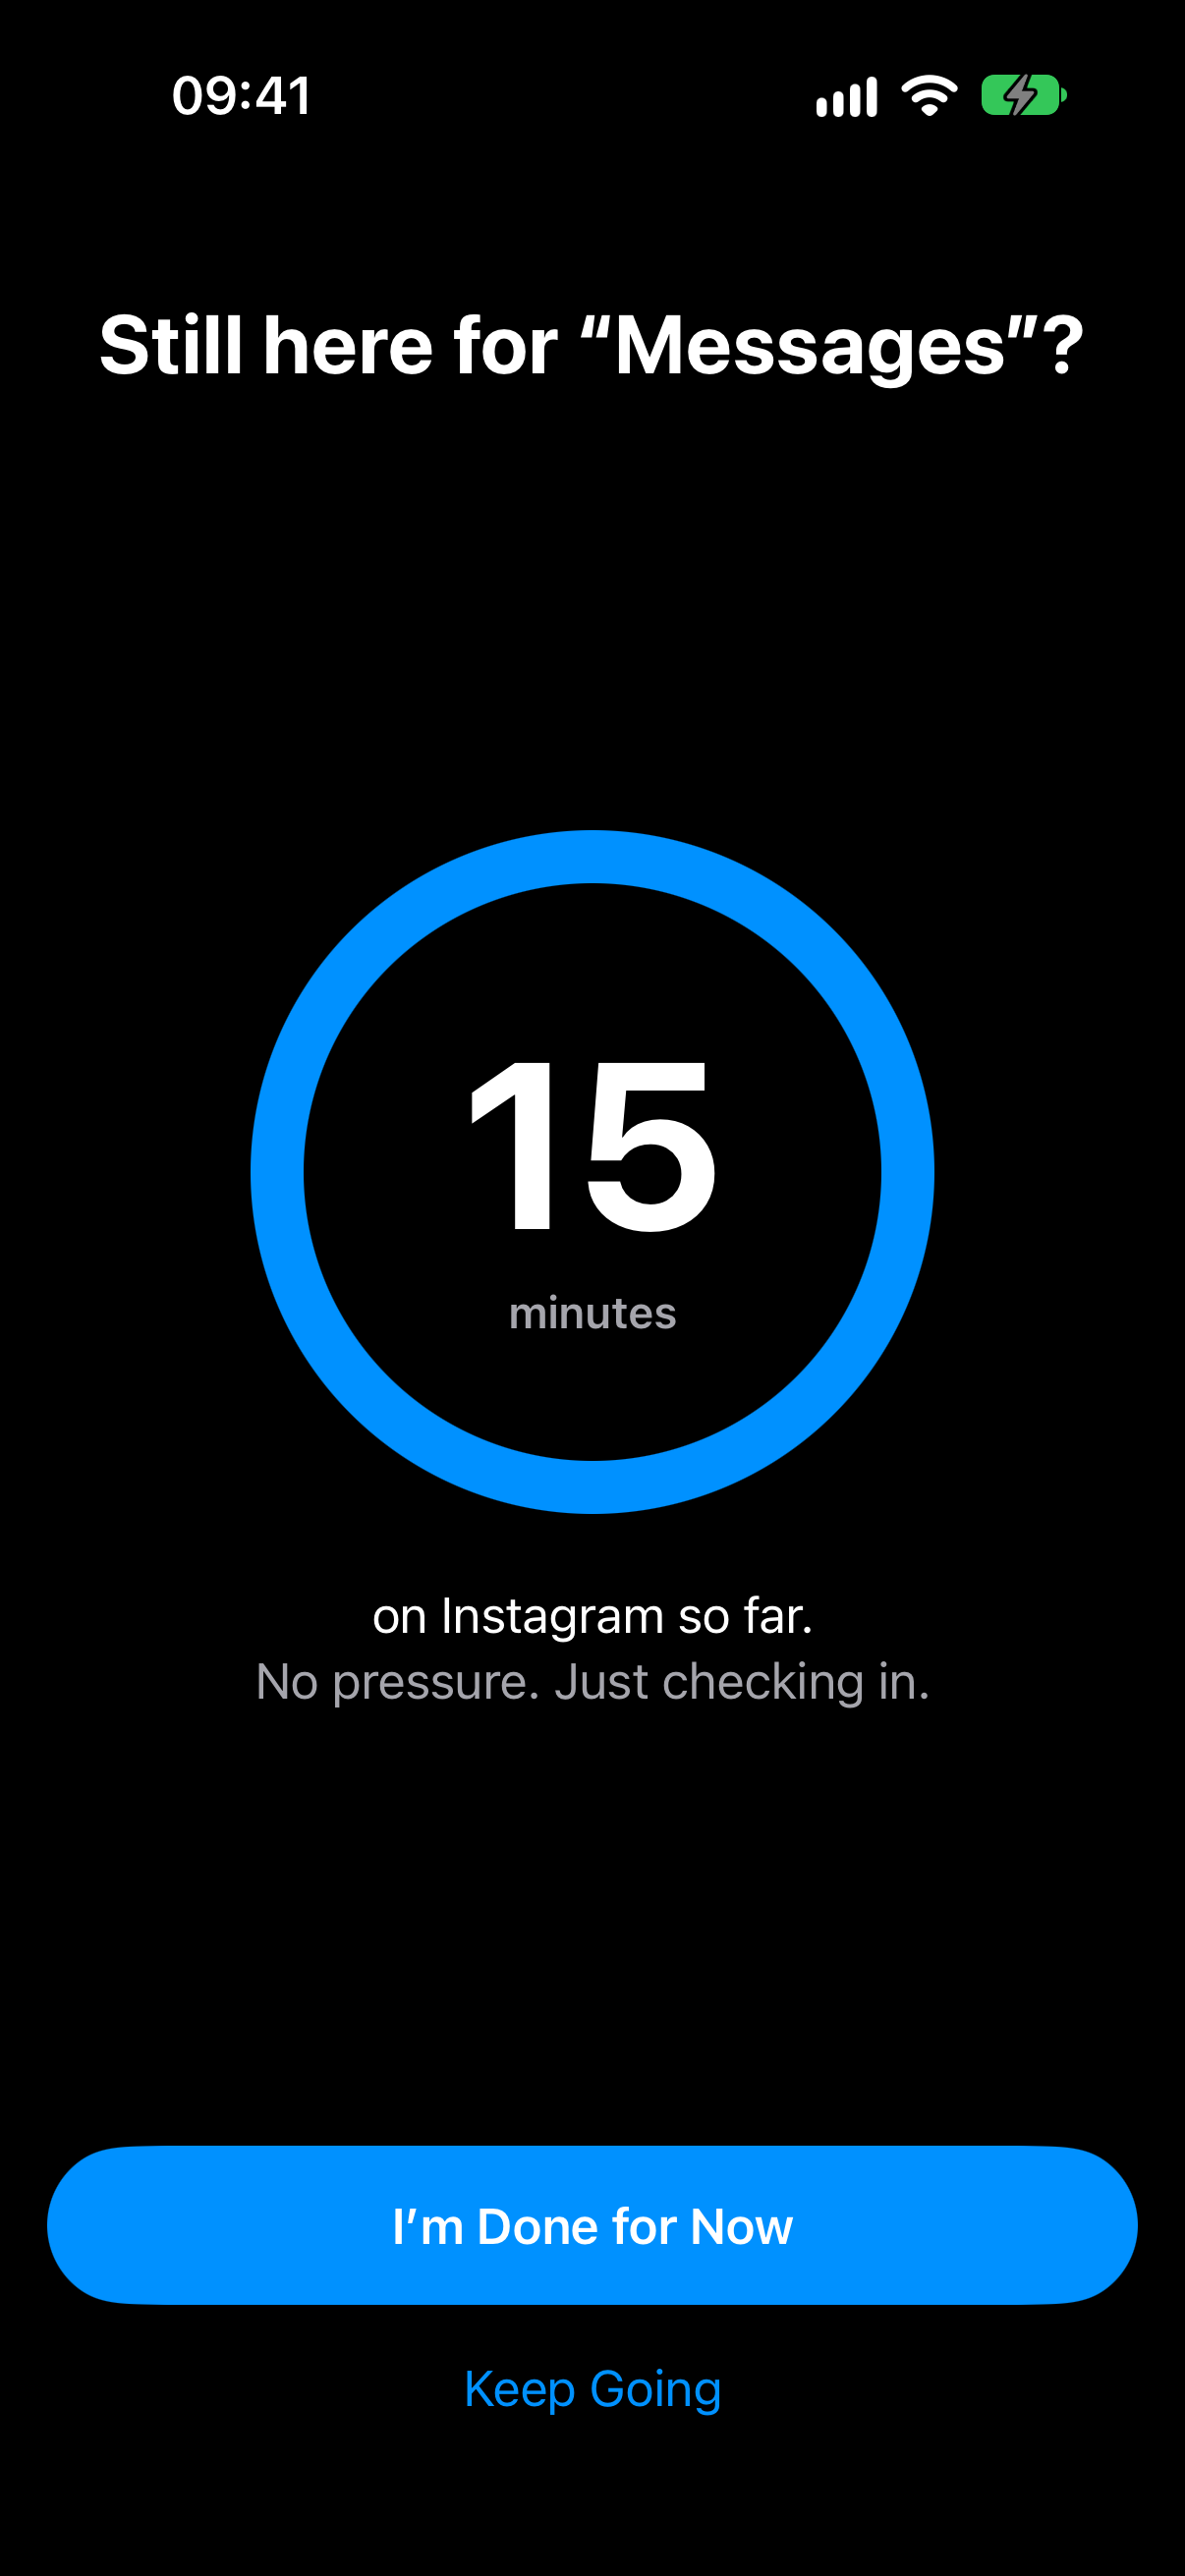 09:41
Still here for “Messages”?
15
minutes
on Instagram so far.
No pressure. Just checking in.
I’m Done for Now
Keep Going